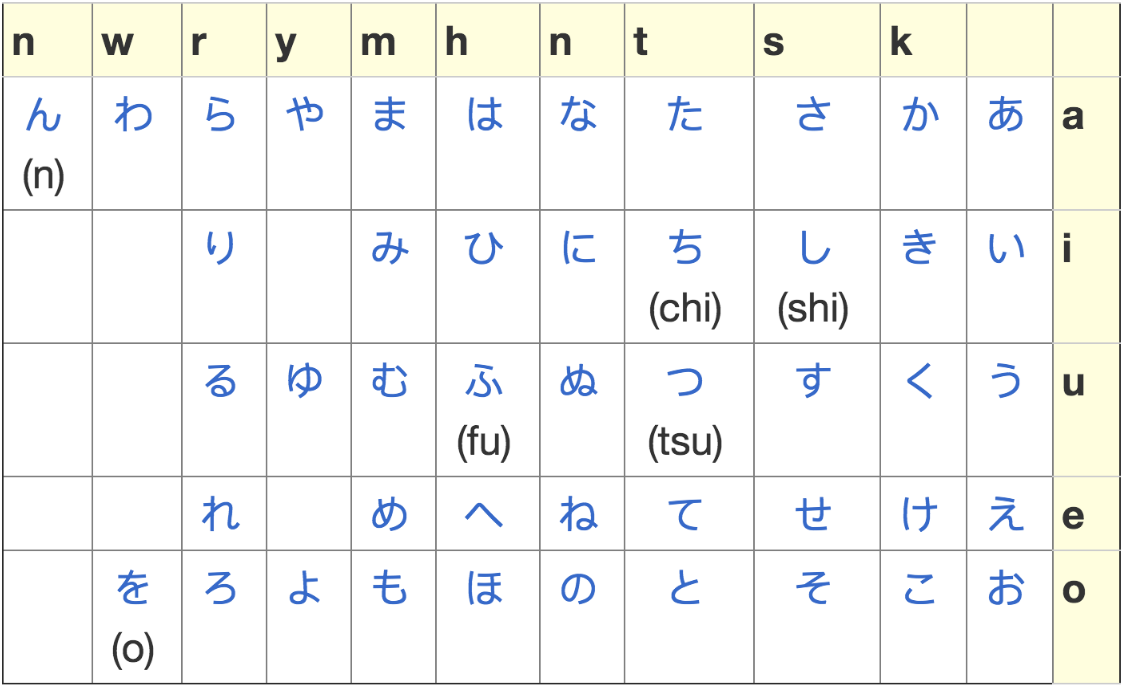 n w r y m h n t s k
ん わ ら や ま は な た さ か あ a
(n)
り み ひ に ち し き い i
(chi) (shi)
る ゆ む ふ ぬ つ す く う u
(fu) (tsu)
れ め へ ね て せ け え e
を ろ よ も ほ の と そ こ お o
(o)